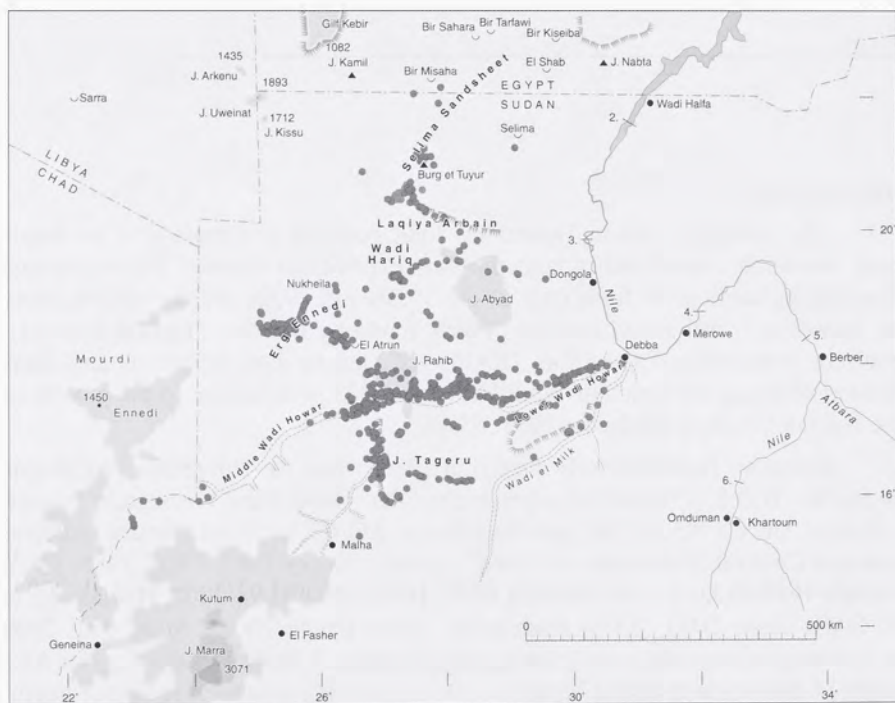 Gilf Kebir
Bir Sahara
Bir Tarfawi
Bir Kiseiba
1435
J. Arkenu
1082
J. Kamil
Bir Misaha
El Shab
J. Nabta
1893
Sarra
J. Uweinat
1712
J. Kissu
Selima Sandsheet
EGYPT
SUDAN
Wadi Halfa
2.
Selima
LIBYA
CHAD
Burg et Tuyur
Laqiya Arbain
Wadi
Hariq
3.
20°
Nukheila
J. Abyad
Dongola
Nile
Erg Ennedi
El Atrun
4.
Merowe
5.
Mourdi
J. Rahib
Debba
Berber
1450
Ennedi
Middle Wadi Howar
Lower Wadi Howar
Atbara
J. Tageru
Wadi el Milk
Nile
6.
16°
Omduman
Khartoum
Malha
Kutum
El Fasher
Geneina
J. Marra
3071
0
500 km
22°
26°
30°
34°